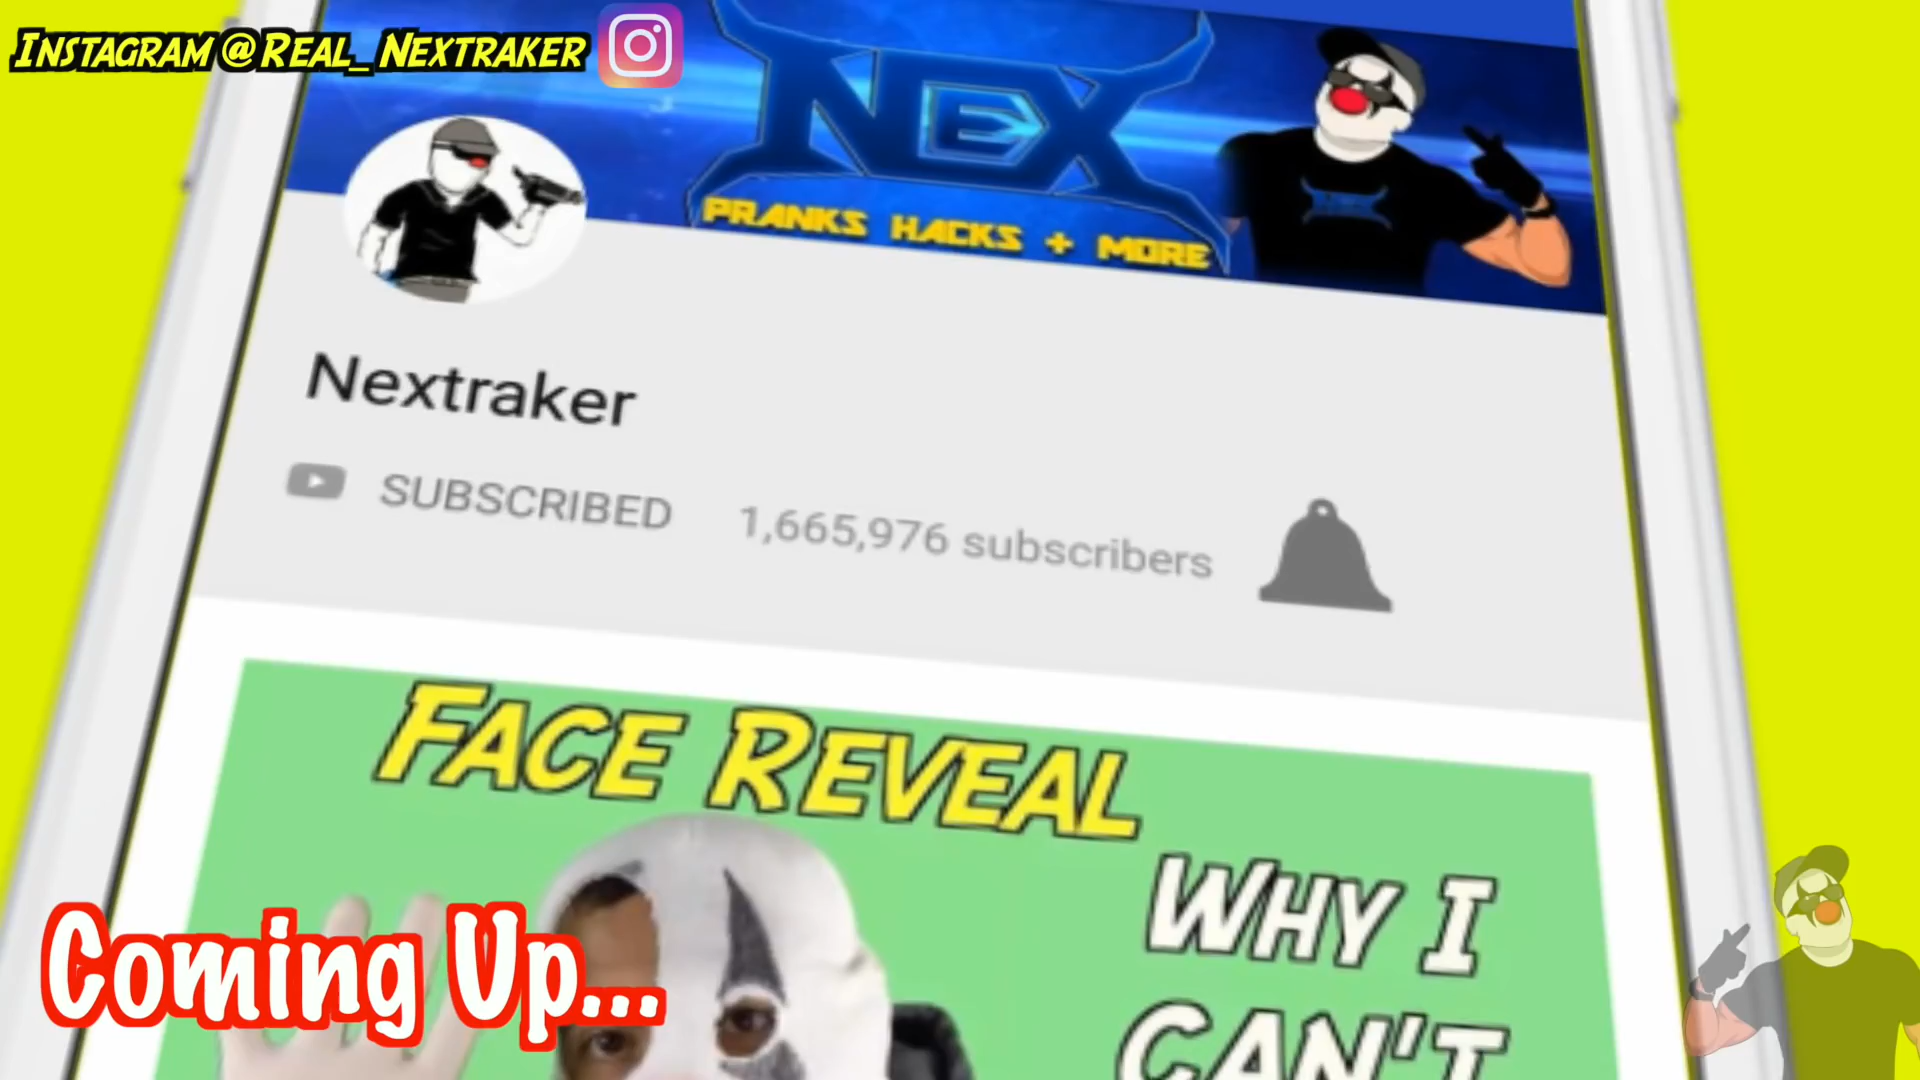 INSTAGRAM @REAL_NEXTRAKER
NEX
PRANKS HACKS + MORE
Nextraker
SUBSCRIBED 1,665,976 subscribers
FACE REVEAL
WHY I
CAN'T
Coming Up...